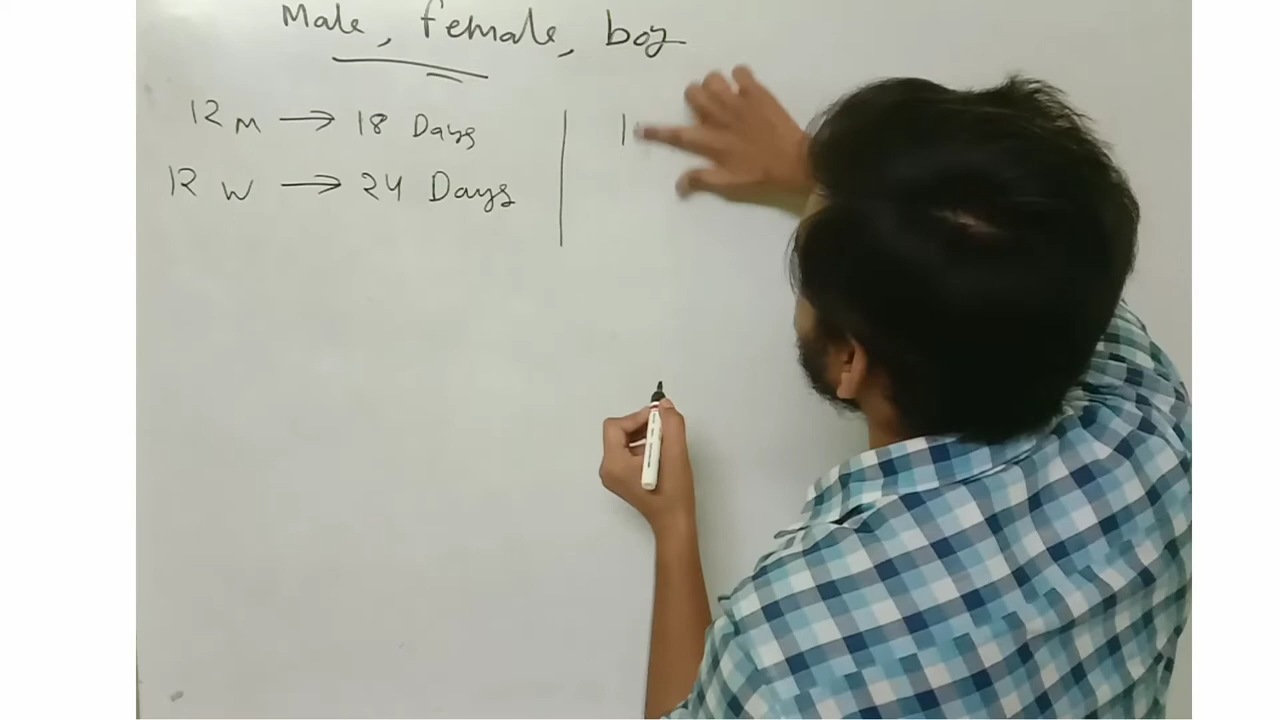 Male, female, boy
12 M → 18 Days
12 W → 24 Days